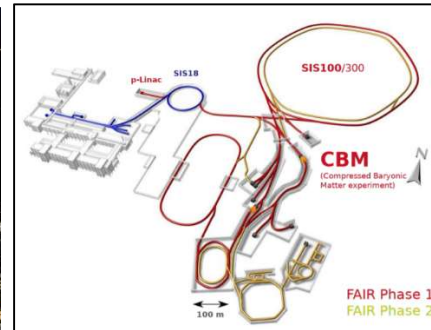 p-Linac
SIS18
SIS100/300
CBM
(Compressed Baryonic
Matter experiment)
N
100 m
FAIR Phase 1
FAIR Phase 2